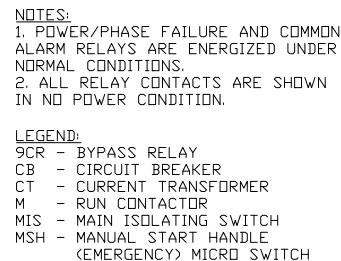 NOTES:
1. POWER/PHASE FAILURE AND COMMON
ALARM RELAYS ARE ENERGIZED UNDER
NORMAL CONDITIONS.
2. ALL RELAY CONTACTS ARE SHOWN
IN NO POWER CONDITION.
LEGEND:
9CR - BYPASS RELAY
CB - CIRCUIT BREAKER
CT - CURRENT TRANSFORMER
M - RUN CONTACTOR
MIS - MAIN ISOLATING SWITCH
MSH - MANUAL START HANDLE
(EMERGENCY) MICRO SWITCH